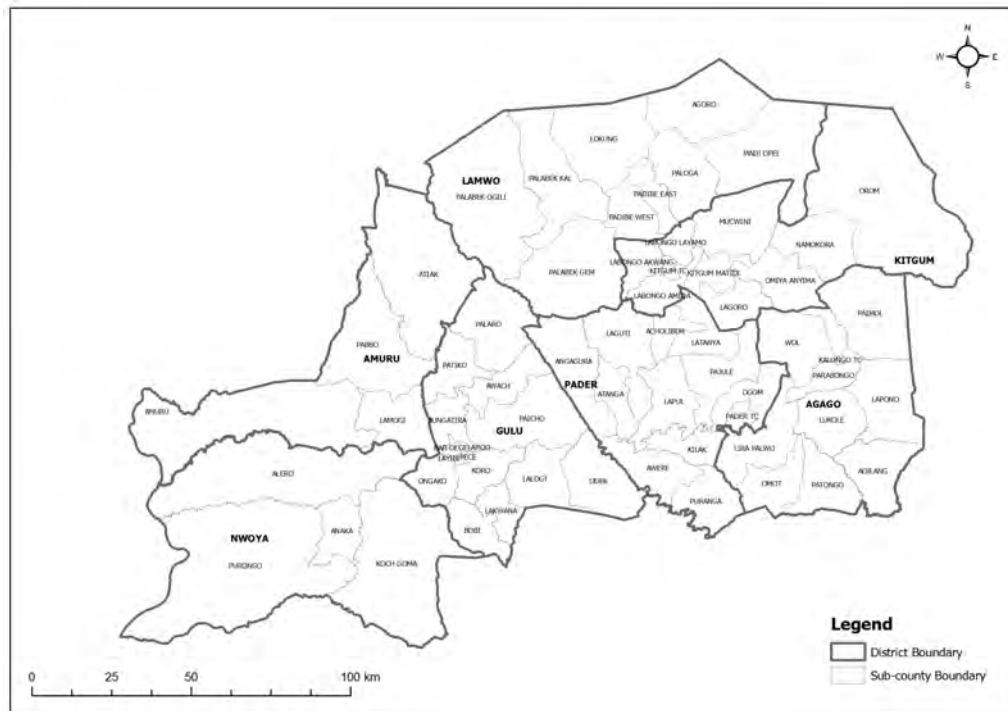 N
W E
S
AGORO
LOKUNG
MADI OPEI
PALOGA
LAMWO
PALABEK KAL
OROM
PALABEK OGILI
PADIBE EAST
PADIBE WEST
MUCWINI
LABONGO LAYAMO
NAMOKORA
LABONGO AKWANG
KITGUM
PALABEK GEM
KITGUM TC
KITGUM MATIDI
ATIAK
OMIYA ANYIMA
LABONGO AMIDA
LAGORO
PAIMOL
PALARO
LAGUTI
ACHOLIBUR
PABBO
LATANYA
WOL
AMURU
ANGAGURA
KALONGO TC
PATIKO
PAJULE
PARABONGO
PADER
AWACH
ATANGA
OGOM
LAPUL
AGAGO
LAPONO
AMURU
PADER TC
LAMOGI
BUNGATIRA
PAICHO
LUKOLE
GULU
KILAK
LIRA PALWO
LAYIBI
PECE
AWERE
ADILANG
ALERO
KORO
ONGAKO
LALOGI
ODEK
OMOT
PATONGO
PURANGA
LAKWANA
ANAKA
BOBI
NWOYA
PURONGO
KOCH GOMA
Legend
District Boundary
Sub-county Boundary
0 25 50 100 km